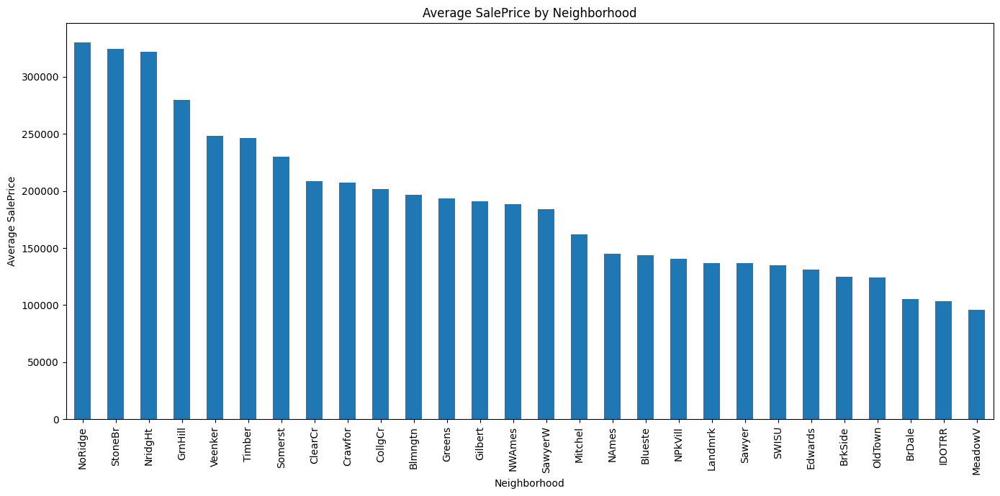 Average SalePrice by Neighborhood
Average SalePrice
300000
250000
200000
150000
100000
50000
0
NoRidge
StoneBr
NridgHt
GrnHill
Veenker
Timber
Somerst
ClearCr
Crawfor
CollgCr
Blmngtn
Greens
Gilbert
NWAmes
SawyerW
Mitchel
NAmes
Blueste
NPkVill
Landmrk
Sawyer
SWISU
Edwards
BrkSide
OldTown
BrDale
IDOTRR
MeadowV
Neighborhood